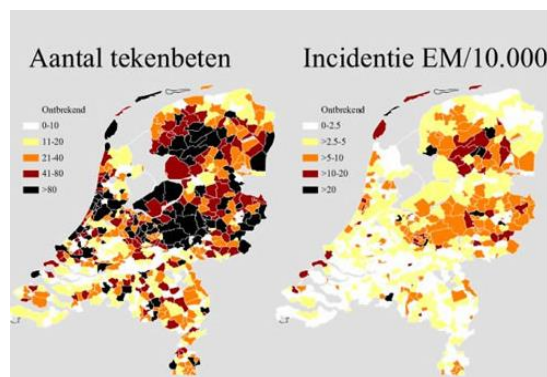 Aantal tekenbeten
Ontbrekend
0-10
11-20
21-40
41-80
>80
Incidentie EM/10.000
Ontbrekend
0-2.5
>2.5-5
>5-10
>10-20
>20